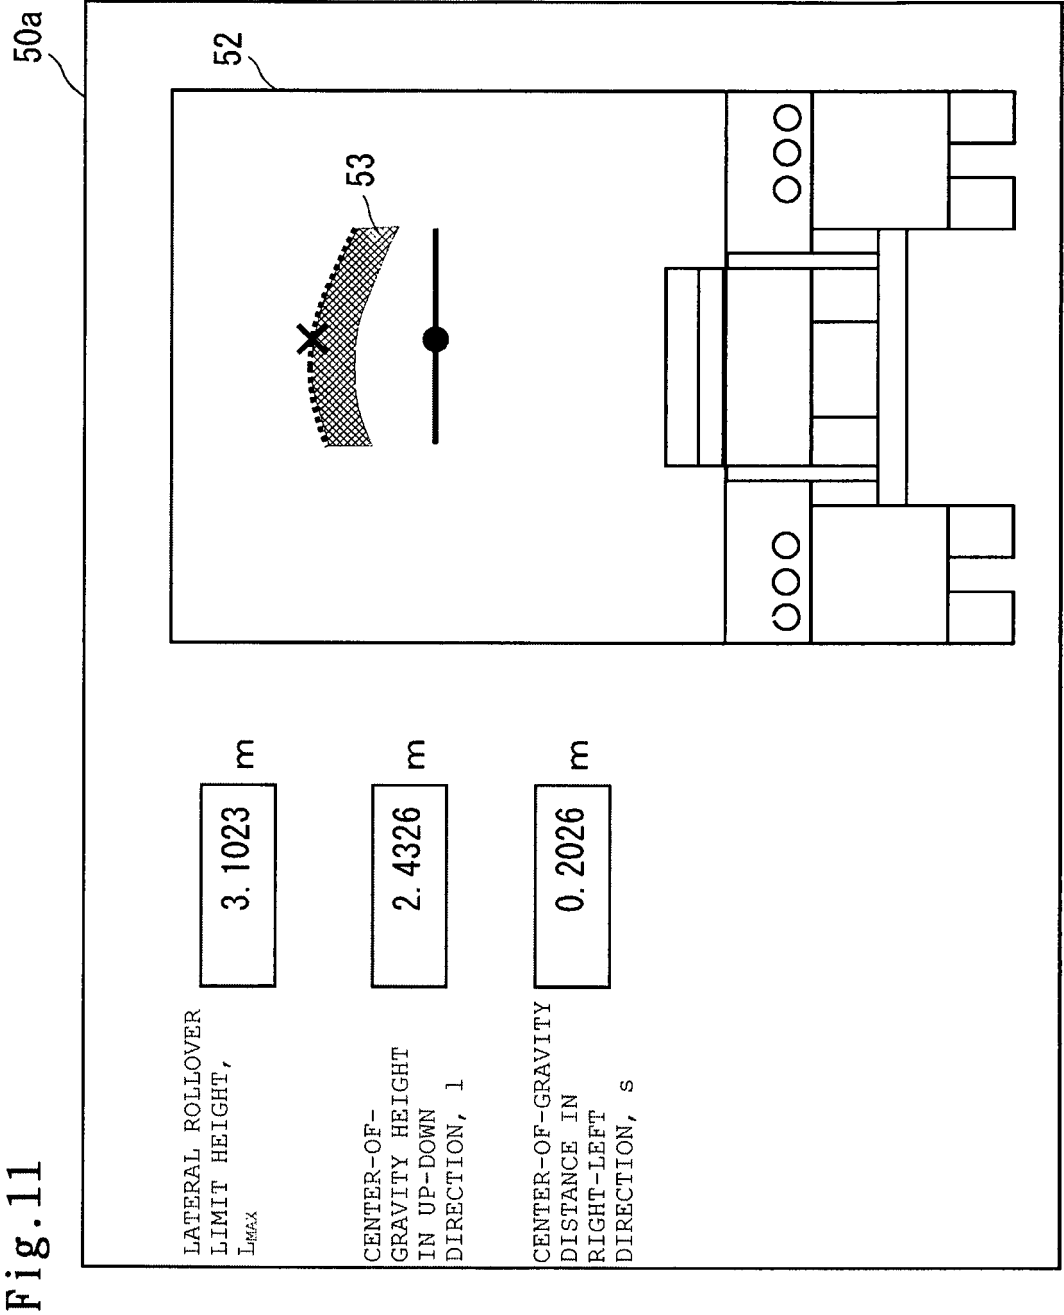 Fig.11
50a
52
53
LATERAL ROLLOVER
LIMIT HEIGHT,
LMAX
3.1023 m
CENTER-OF-
GRAVITY HEIGHT
IN UP-DOWN
DIRECTION, l
2.4326 m
CENTER-OF-GRAVITY
DISTANCE IN
RIGHT-LEFT
DIRECTION, s
0.2026 m